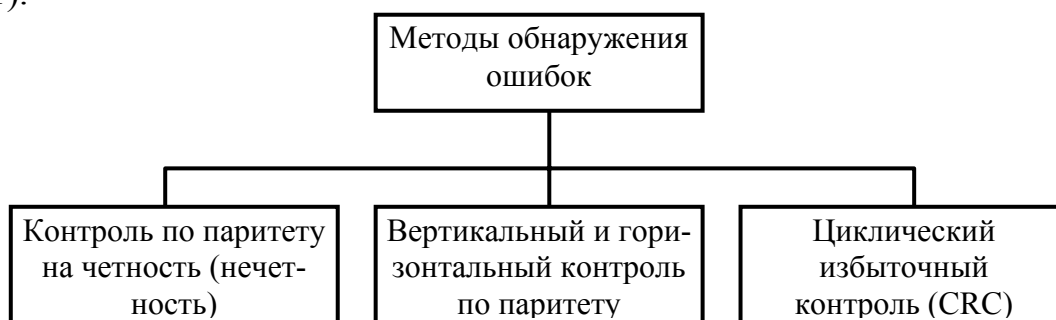 Методы обнаружения
ошибок
Контроль по паритету
на четность (нечет-
ность)
Вертикальный и гори-
зонтальный контроль
по паритету
Циклический
избыточный
контроль (CRC)